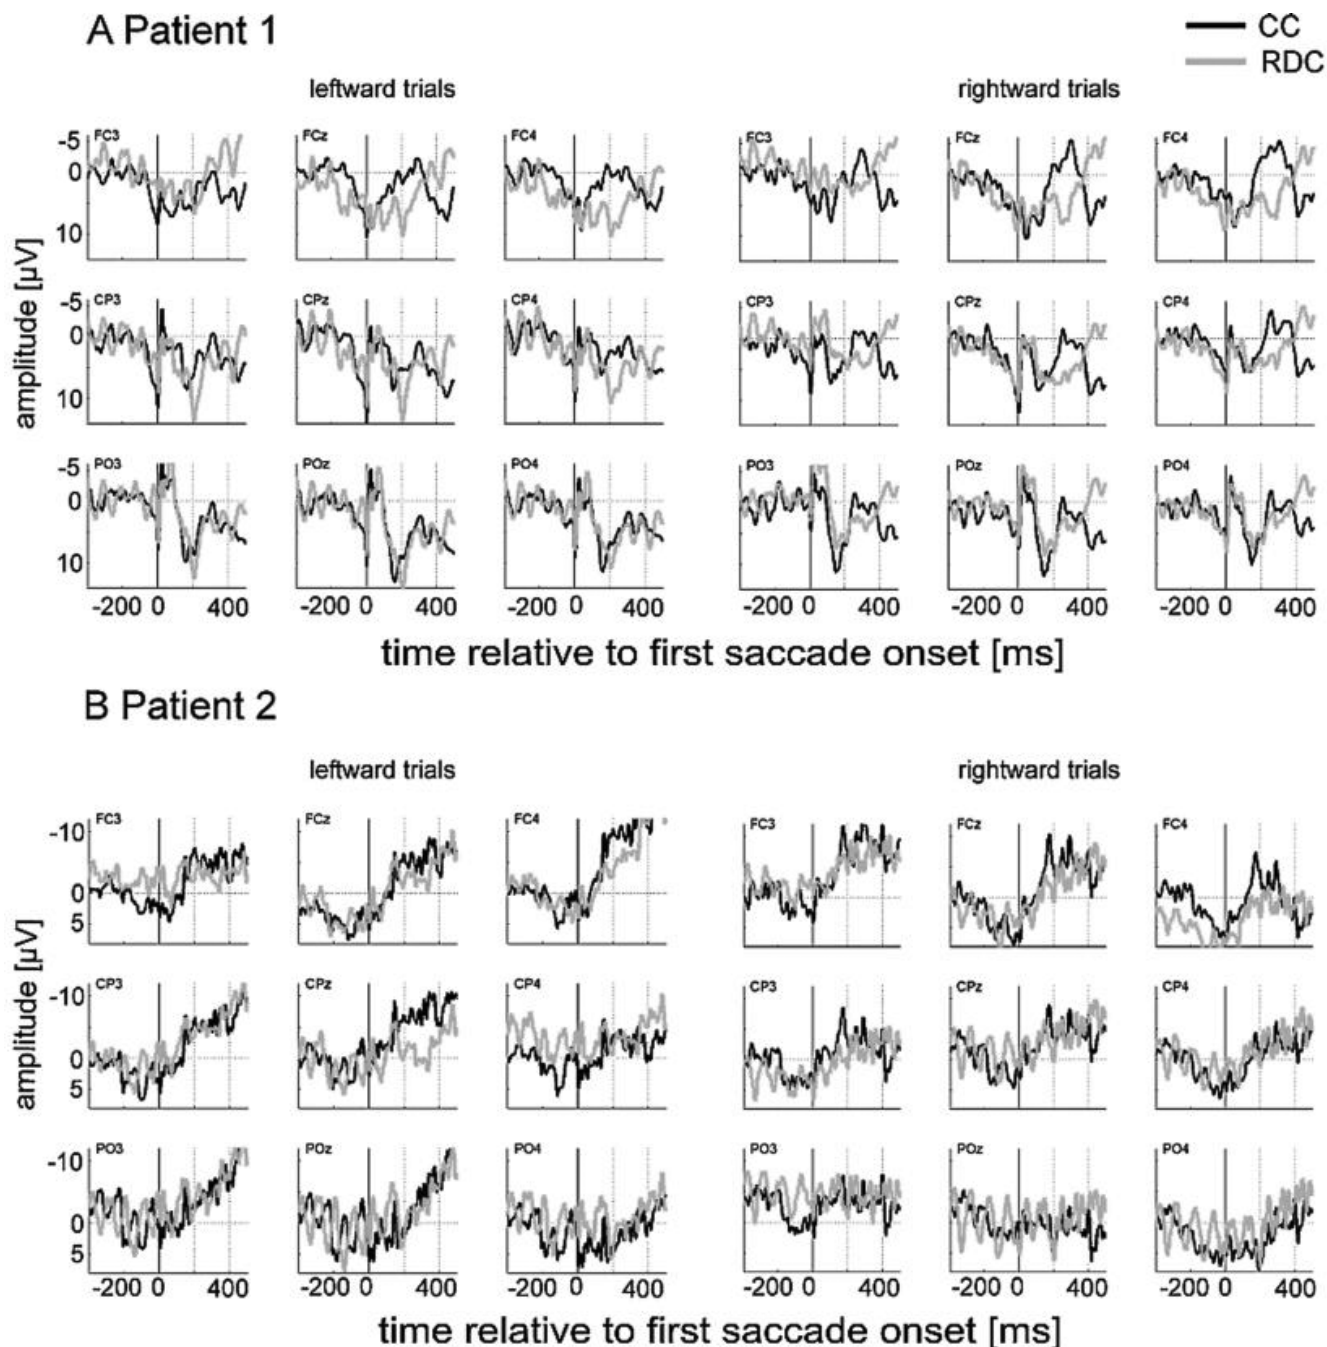 A Patient 1
CC
RDC
leftward trials
rightward trials
FC3 FCz FC4 FC3 FCz FC4
-5
0
10
CP3 CPz CP4 CP3 CPz CP4
-5
0
10
PO3 POz PO4 PO3 POz PO4
-5
0
10
amplitude [µV]
-200 0 400 -200 0 400 -200 0 400 -200 0 400 -200 0 400 -200 0 400
time relative to first saccade onset [ms]
B Patient 2
leftward trials
rightward trials
FC3 FCz FC4 FC3 FCz FC4
-10
0
5
CP3 CPz CP4 CP3 CPz CP4
-10
0
5
PO3 POz PO4 PO3 POz PO4
-10
0
5
amplitude [µV]
-200 0 400 -200 0 400 -200 0 400 -200 0 400 -200 0 400 -200 0 400
time relative to first saccade onset [ms]